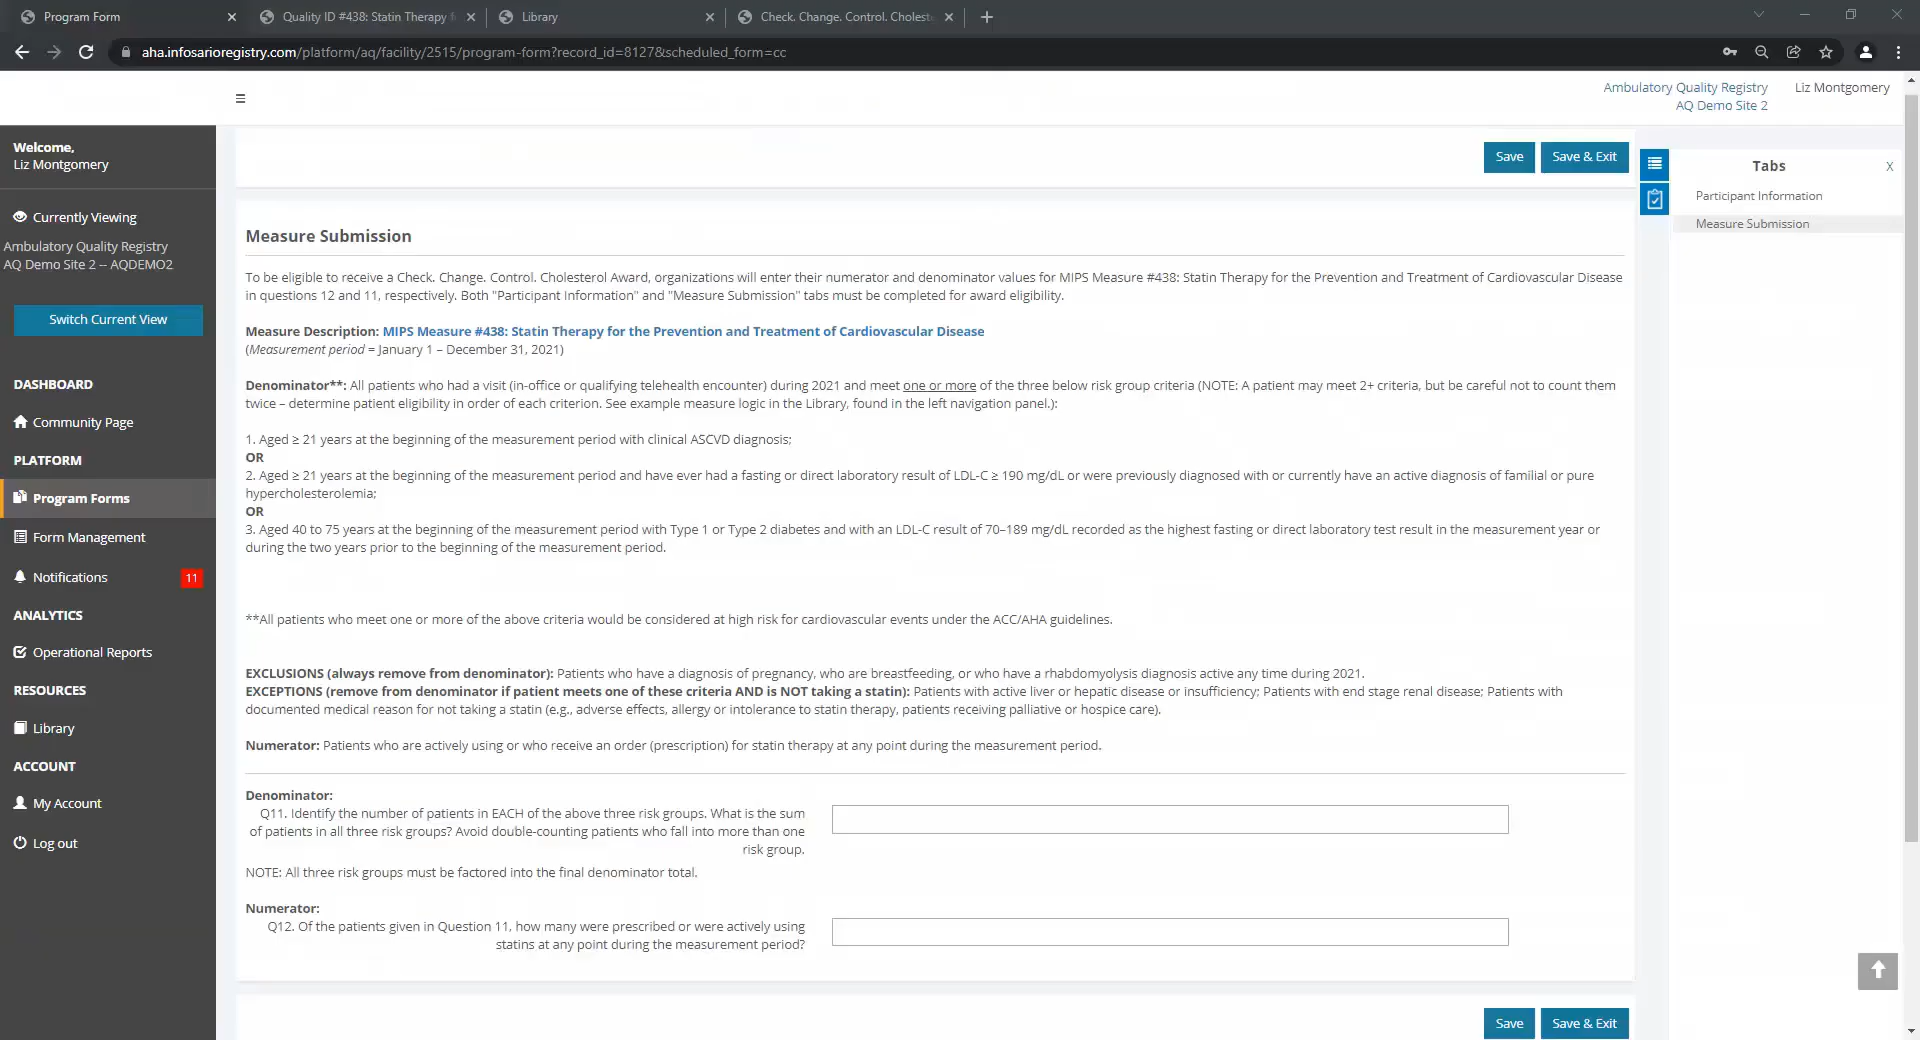 Program Form
Quality ID #438: Statin Therapy f
Library
Check. Change. Control. Cholest
aha.infosarioregistry.com/platform/aq/facility/2515/program-form?record_id=8127&scheduled_form=cc
Ambulatory Quality Registry
AQ Demo Site 2
Liz Montgomery
Welcome,
Liz Montgomery
Currently Viewing
Ambulatory Quality Registry
AQ Demo Site 2 -- AQDEMO2
Switch Current View
DASHBOARD
Community Page
PLATFORM
Program Forms
Form Management
Notifications 11
ANALYTICS
Operational Reports
RESOURCES
Library
ACCOUNT
My Account
Log out
Save
Save & Exit
Tabs X
Participant Information
Measure Submission
Measure Submission
To be eligible to receive a Check. Change. Control. Cholesterol Award, organizations will enter their numerator and denominator values for MIPS Measure #438: Statin Therapy for the Prevention and Treatment of Cardiovascular Disease
in questions 12 and 11, respectively. Both "Participant Information" and "Measure Submission" tabs must be completed for award eligibility.
Measure Description: MIPS Measure #438: Statin Therapy for the Prevention and Treatment of Cardiovascular Disease
(Measurement period = January 1 – December 31, 2021)
Denominator**: All patients who had a visit (in-office or qualifying telehealth encounter) during 2021 and meet one or more of the three below risk group criteria (NOTE: A patient may meet 2+ criteria, but be careful not to count them
twice – determine patient eligibility in order of each criterion. See example measure logic in the Library, found in the left navigation panel.):
1. Aged ≥ 21 years at the beginning of the measurement period with clinical ASCVD diagnosis;
OR
2. Aged ≥ 21 years at the beginning of the measurement period and have ever had a fasting or direct laboratory result of LDL-C ≥ 190 mg/dL or were previously diagnosed with or currently have an active diagnosis of familial or pure
hypercholesterolemia;
OR
3. Aged 40 to 75 years at the beginning of the measurement period with Type 1 or Type 2 diabetes and with an LDL-C result of 70–189 mg/dL recorded as the highest fasting or direct laboratory test result in the measurement year or
during the two years prior to the beginning of the measurement period.
**All patients who meet one or more of the above criteria would be considered at high risk for cardiovascular events under the ACC/AHA guidelines.
EXCLUSIONS (always remove from denominator): Patients who have a diagnosis of pregnancy, who are breastfeeding, or who have a rhabdomyolysis diagnosis active any time during 2021.
EXCEPTIONS (remove from denominator if patient meets one of these criteria AND is NOT taking a statin): Patients with active liver or hepatic disease or insufficiency; Patients with end stage renal disease; Patients with
documented medical reason for not taking a statin (e.g., adverse effects, allergy or intolerance to statin therapy, patients receiving palliative or hospice care).
Numerator: Patients who are actively using or who receive an order (prescription) for statin therapy at any point during the measurement period.
Denominator:
Q11. Identify the number of patients in EACH of the above three risk groups. What is the sum
of patients in all three risk groups? Avoid double-counting patients who fall into more than one
risk group.
NOTE: All three risk groups must be factored into the final denominator total.
Numerator:
Q12. Of the patients given in Question 11, how many were prescribed or were actively using
statins at any point during the measurement period?
Save
Save & Exit